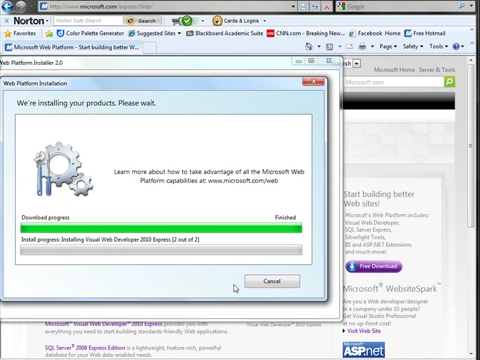 http://www.microsoft.com/express/Web/
Google
Norton
Norton Safe Search
Search
Cards & Logins
Favorites
Color Palette Generator
Suggested Sites
Blackboard Academic Suite
CNN.com - Breaking New...
Facebook Home
Free Hotmail
Microsoft Web Platform - Start building better W...
Page
Safety
Tools
Web Platform Installer 2.0
Microsoft Home
Server & Tools
Web Platform Installation
Microsoft.com
We're installing your products. Please wait.
Learn more about how to take advantage of all the Microsoft Web
Platform capabilities at: www.microsoft.com/web
Download progress
Finished
Install progress: Installing Visual Web Developer 2010 Express [2 out of 2]
Cancel
Start building better
Web sites!
Microsoft's Web Platform includes:
Visual Web Developer,
SQL Server Express,
Silverlight Tools,
IIS and ASP.NET Extensions
and much more!
Free Download
Microsoft® WebsiteSpark™
Are you a Web developer/designer
in a company under 10 people?
Get Visual Studio Professional
at no up-front cost!
Visit Web Site
Microsoft
ASP.net
Microsoft® Visual Web Developer® 2010 Express provides you with
everything you need to start building standards-friendly Web applications.
SQL Server® 2008 Express Edition is a lightweight, feature-rich, powerful
database for your Web data-enabled needs.